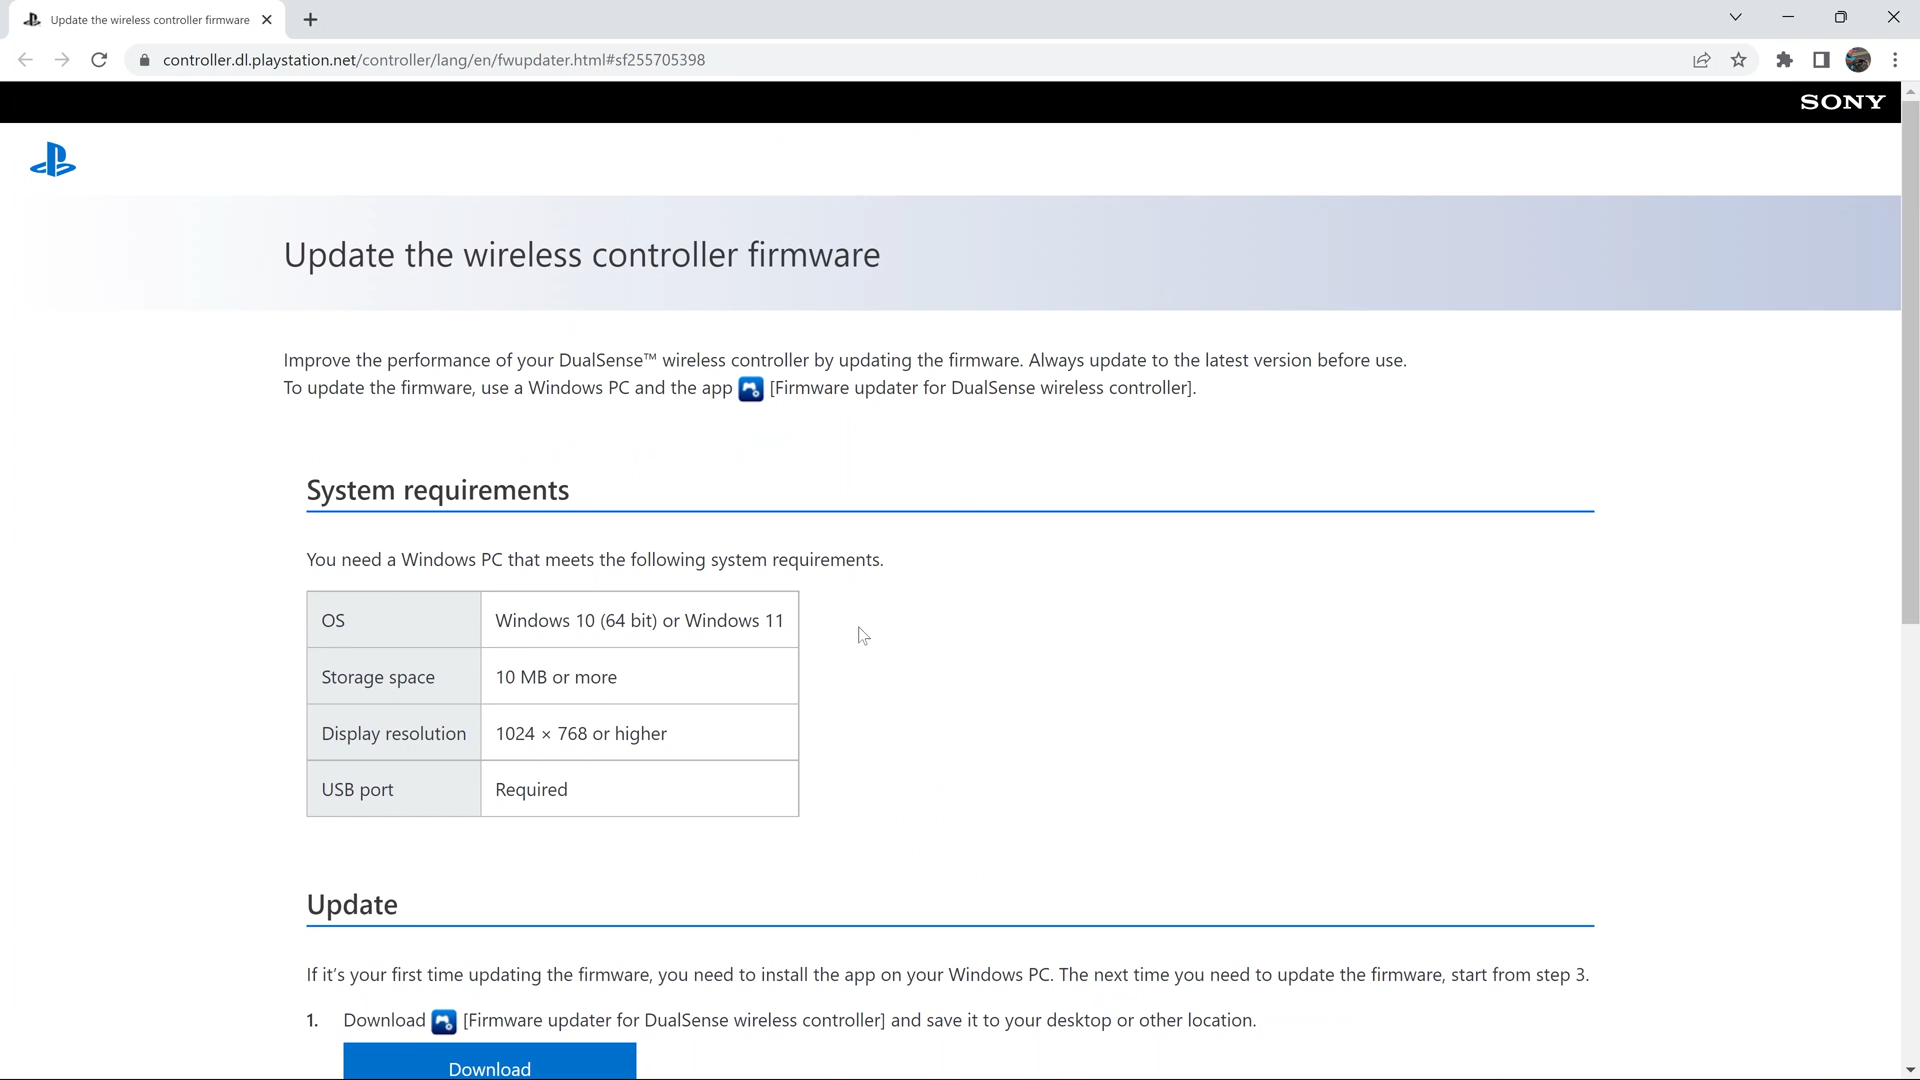 Update the wireless controller firmware
controller.dl.playstation.net/controller/lang/en/fwupdater.html#sf255705398
SONY
Update the wireless controller firmware
Improve the performance of your DualSense™ wireless controller by updating the firmware. Always update to the latest version before use.
To update the firmware, use a Windows PC and the app [Firmware updater for DualSense wireless controller].
System requirements
You need a Windows PC that meets the following system requirements.
OS Windows 10 (64 bit) or Windows 11
Storage space 10 MB or more
Display resolution 1024 × 768 or higher
USB port Required
Update
If it’s your first time updating the firmware, you need to install the app on your Windows PC. The next time you need to update the firmware, start from step 3.
1. Download [Firmware updater for DualSense wireless controller] and save it to your desktop or other location.
Download